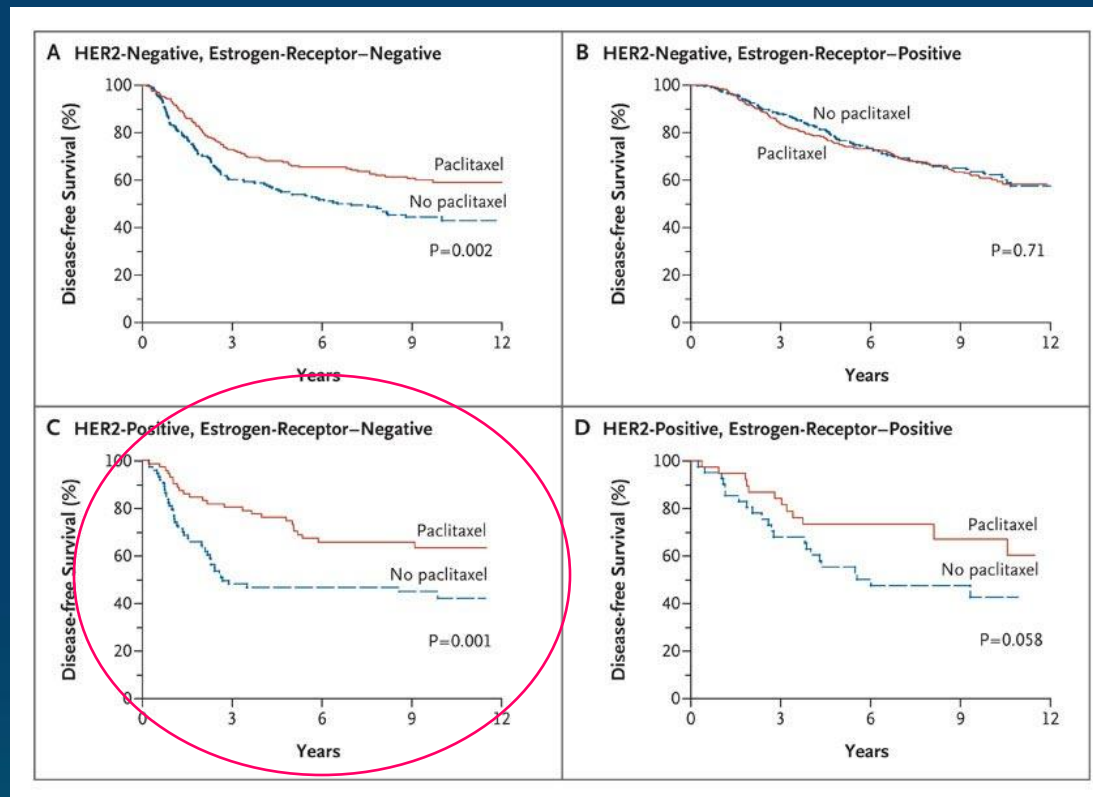 A HER2-Negative, Estrogen-Receptor–Negative
100
80
60
40
20
0
Disease-free Survival (%)
Paclitaxel
No paclitaxel
P=0.002
0 3 6 9 12
Years
B HER2-Negative, Estrogen-Receptor–Positive
100
80
60
40
20
0
Disease-free Survival (%)
No paclitaxel
Paclitaxel
P=0.71
0 3 6 9 12
Years
C HER2-Positive, Estrogen-Receptor–Negative
100
80
60
40
20
0
Disease-free Survival (%)
Paclitaxel
No paclitaxel
P=0.001
0 3 6 9 12
Years
D HER2-Positive, Estrogen-Receptor–Positive
100
80
60
40
20
0
Disease-free Survival (%)
Paclitaxel
No paclitaxel
P=0.058
0 3 6 9 12
Years